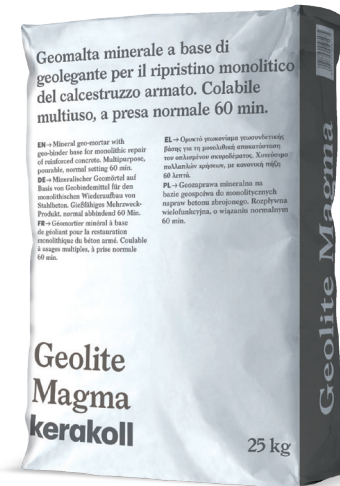 Geomalta minerale a base di
geolegante per il ripristino monolitico
del calcestruzzo armato. Colabile
multiuso, a presa normale 60 min.
EN→Mineral geo-mortar with
geo-binder base for monolithic repair
of reinforced concrete. Multipurpose,
pourable, normal setting 60 min.
DE→Mineralischer Geomörtel auf
Basis von Geobindemittel für den
monolithischen Wiederaufbau von
Stahlbeton. Gießfähiges Mehrzweck-
Produkt, normal abbindend 60 Min.
FR→Géomortier minéral à base
de géoliant pour la restauration
monolithique du béton armé. Coulable
à usages multiples, à prise normale
60 min.
EL→Ορυκτό γεωκονίαμα γεωσυνδετικής
βάσης για τη μονολιθική αποκατάσταση
του οπλισμένου σκυροδέματος. Χυτεύσιμο
πολλαπλών χρήσεων, με κανονική πήξη
60 λεπτά.
PL→Geozaprawa mineralna na
bazie geospoiwa do monolitycznych
napraw betonu zbrojonego. Rozpływna
wielofunkcyjna, o wiązaniu normalnym
60 min.
Geolite
Magma
kerakoll
25 kg
Geolite Magma